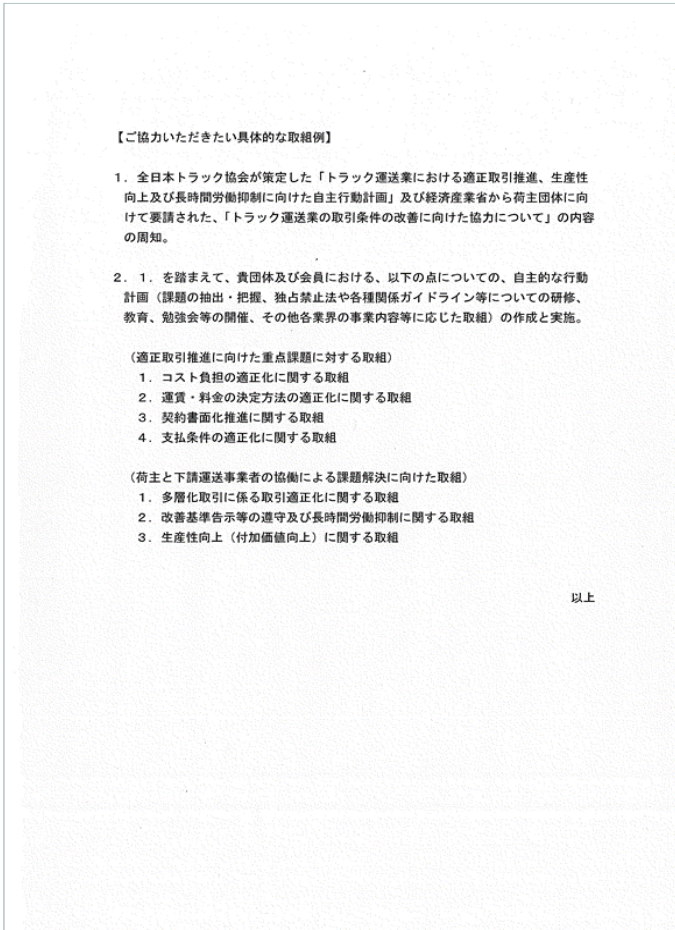 【ご協力いただきたい具体的な取組例】
１．全日本トラック協会が策定した「トラック運送業における適正取引推進、生産性
向上及び長時間労働抑制に向けた自主行動計画」及び経済産業省から荷主団体に向
けて要請された、「トラック運送業の取引条件の改善に向けた協力について」の内容
の周知。
２．１．を踏まえて、貴団体及び会員における、以下の点についての、自主的な行動
計画（課題の抽出・把握、独占禁止法や各種関係ガイドライン等についての研修、
教育、勉強会等の開催、その他各業界の事業内容等に応じた取組）の作成と実施。
（適正取引推進に向けた重点課題に対する取組）
１．コスト負担の適正化に関する取組
２．運賃・料金の決定方法の適正化に関する取組
３．契約書面化推進に関する取組
４．支払条件の適正化に関する取組
（荷主と下請運送事業者の協働による課題解決に向けた取組）
１．多層化取引に係る取引適正化に関する取組
２．改善基準告示等の遵守及び長時間労働抑制に関する取組
３．生産性向上（付加価値向上）に関する取組
以上